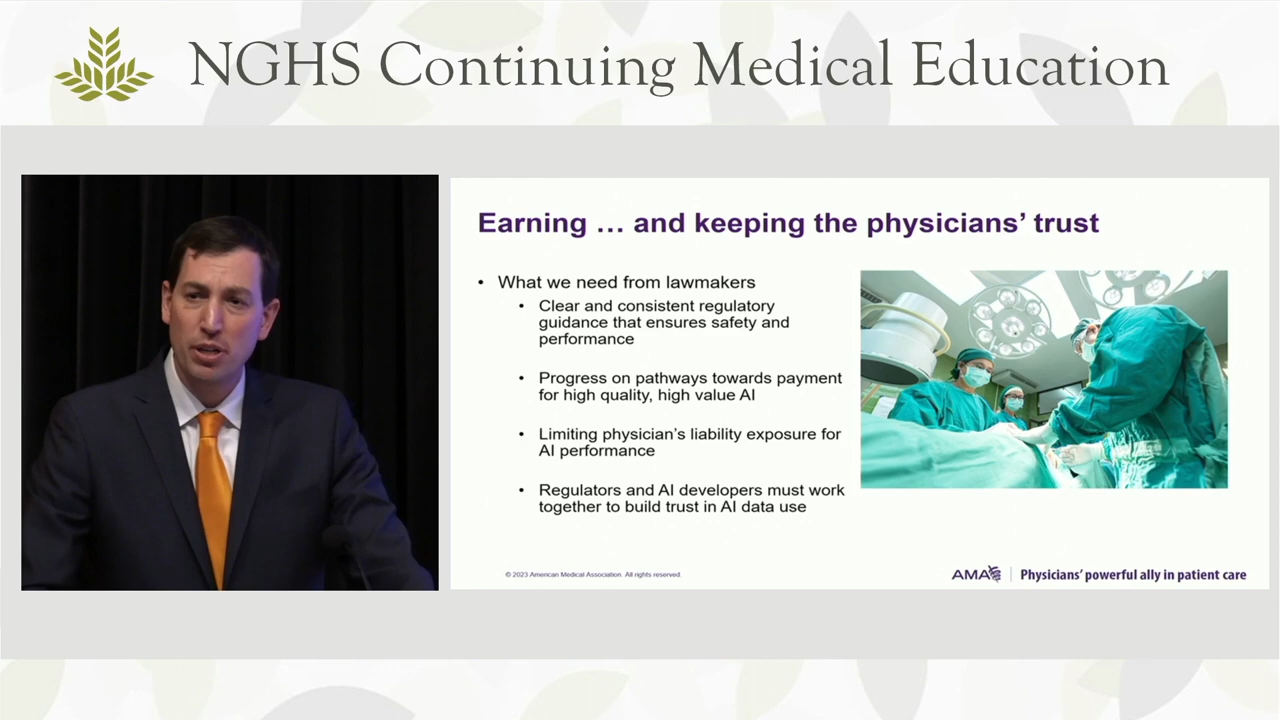 NGHS Continuing Medical Education
Earning … and keeping the physicians’ trust
• What we need from lawmakers
• Clear and consistent regulatory
guidance that ensures safety and
performance
• Progress on pathways towards payment
for high quality, high value AI
• Limiting physician’s liability exposure for
AI performance
• Regulators and AI developers must work
together to build trust in AI data use
© 2023 American Medical Association. All rights reserved.
AMA | Physicians’ powerful ally in patient care